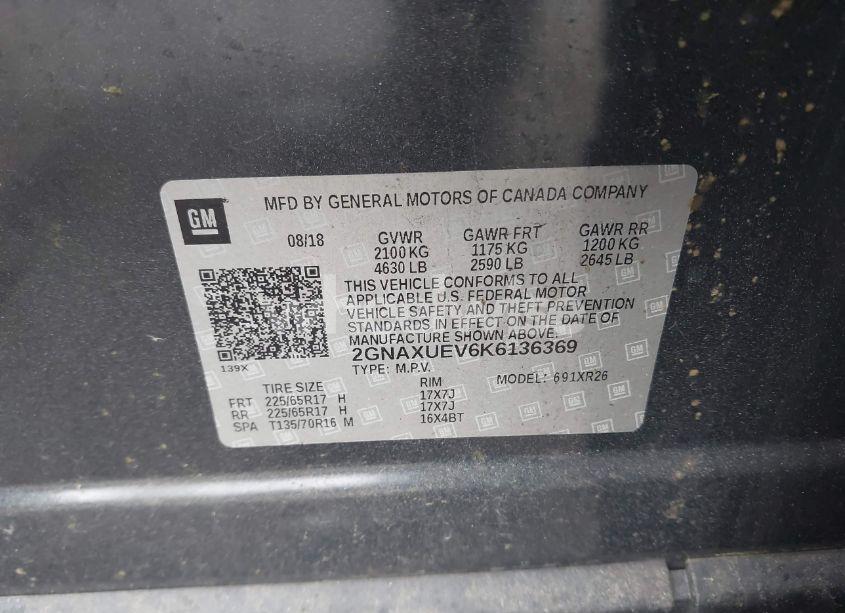 MFD BY GENERAL MOTORS OF CANADA COMPANY
GM
08/18 GVWR GAWR FRT GAWR RR
2100 KG 1175 KG 1200 KG
4630 LB 2590 LB 2645 LB
THIS VEHICLE CONFORMS TO ALL
APPLICABLE U.S. FEDERAL MOTOR
VEHICLE SAFETY AND THEFT PREVENTION
STANDARDS IN EFFECT ON THE DATE OF
MANUFACTURE SHOWN ABOVE.
139X
2GNAXUEV6K6136369
TYPE: M.P.V. MODEL: 691XR26
TIRE SIZE RIM
FRT 225/65R17 H 17X7J
RR 225/65R17 H 17X7J
SPA T135/70R16 M 16X4BT